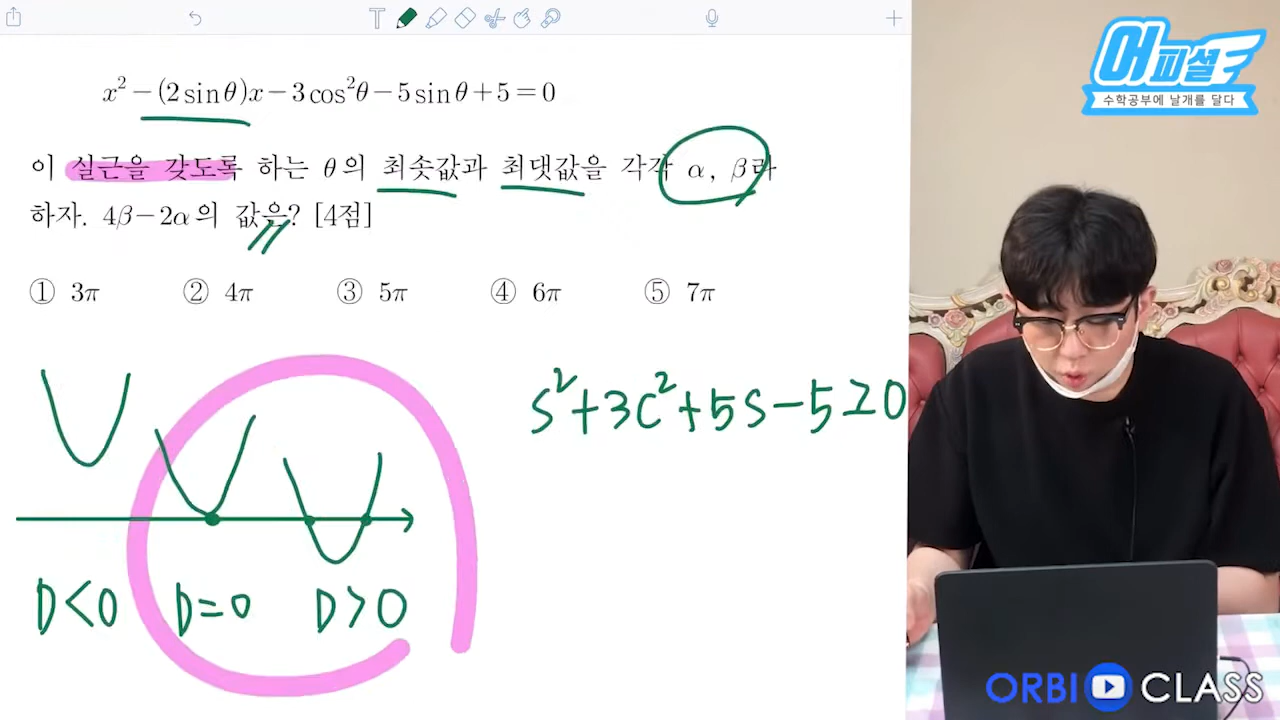 어피셜
수학공부에 날개를 달다
x² − (2 sin θ)x − 3 cos²θ − 5 sin θ + 5 = 0
이 실근을 갖도록 하는 θ의 최솟값과 최댓값을 각각 α, β라
하자. 4β − 2α의 값은? [4점]
① 3π ② 4π ③ 5π ④ 6π ⑤ 7π
S² + 3C² + 5S − 5 ≥ 0
D < 0 D = 0 D > 0
ORBI CLASS